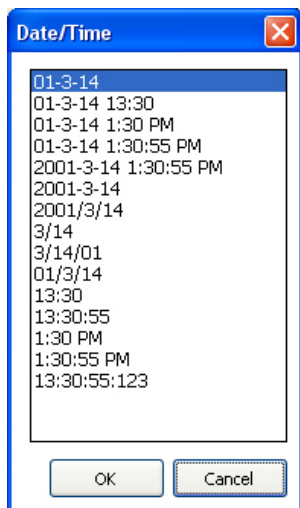 Date/Time
01-3-14
01-3-14 13:30
01-3-14 1:30 PM
01-3-14 1:30:55 PM
2001-3-14 1:30:55 PM
2001-3-14
2001/3/14
3/14
3/14/01
01/3/14
13:30
13:30:55
1:30 PM
1:30:55 PM
13:30:55:123
OK Cancel